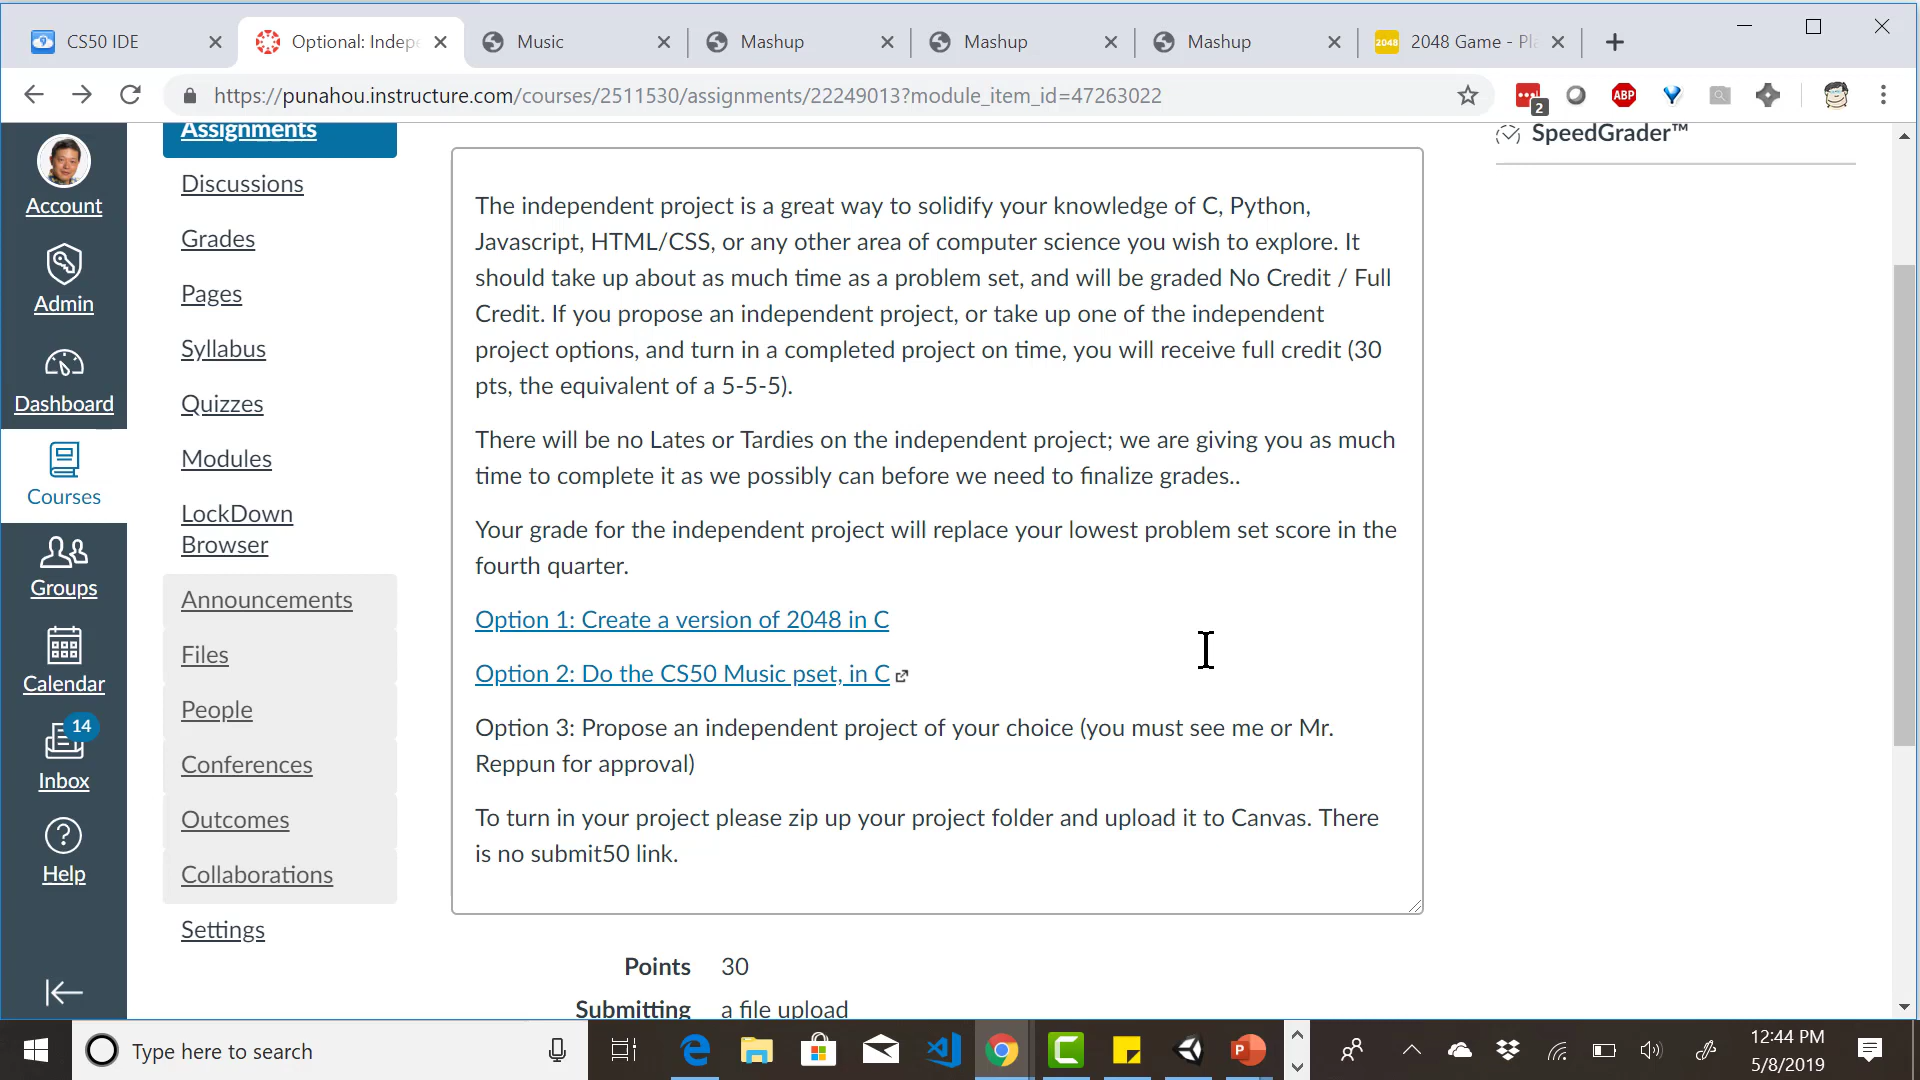 CS50 IDE
Optional: Indepe
Music
Mashup
Mashup
Mashup
2048
2048 Game - Pla
https://punahou.instructure.com/courses/2511530/assignments/22249013?module_item_id=47263022
2
ABP
Account
Admin
Dashboard
Courses
Groups
Calendar
14
Inbox
Help
Assignments
Discussions
Grades
Pages
Syllabus
Quizzes
Modules
LockDown
Browser
Announcements
Files
People
Conferences
Outcomes
Collaborations
Settings
The independent project is a great way to solidify your knowledge of C, Python,
Javascript, HTML/CSS, or any other area of computer science you wish to explore. It
should take up about as much time as a problem set, and will be graded No Credit / Full
Credit. If you propose an independent project, or take up one of the independent
project options, and turn in a completed project on time, you will receive full credit (30
pts, the equivalent of a 5-5-5).
There will be no Lates or Tardies on the independent project; we are giving you as much
time to complete it as we possibly can before we need to finalize grades..
Your grade for the independent project will replace your lowest problem set score in the
fourth quarter.
Option 1: Create a version of 2048 in C
Option 2: Do the CS50 Music pset, in C
Option 3: Propose an independent project of your choice (you must see me or Mr.
Reppun for approval)
To turn in your project please zip up your project folder and upload it to Canvas. There
is no submit50 link.
Points 30
Submitting a file upload
SpeedGrader™
Type here to search
12:44 PM
5/8/2019